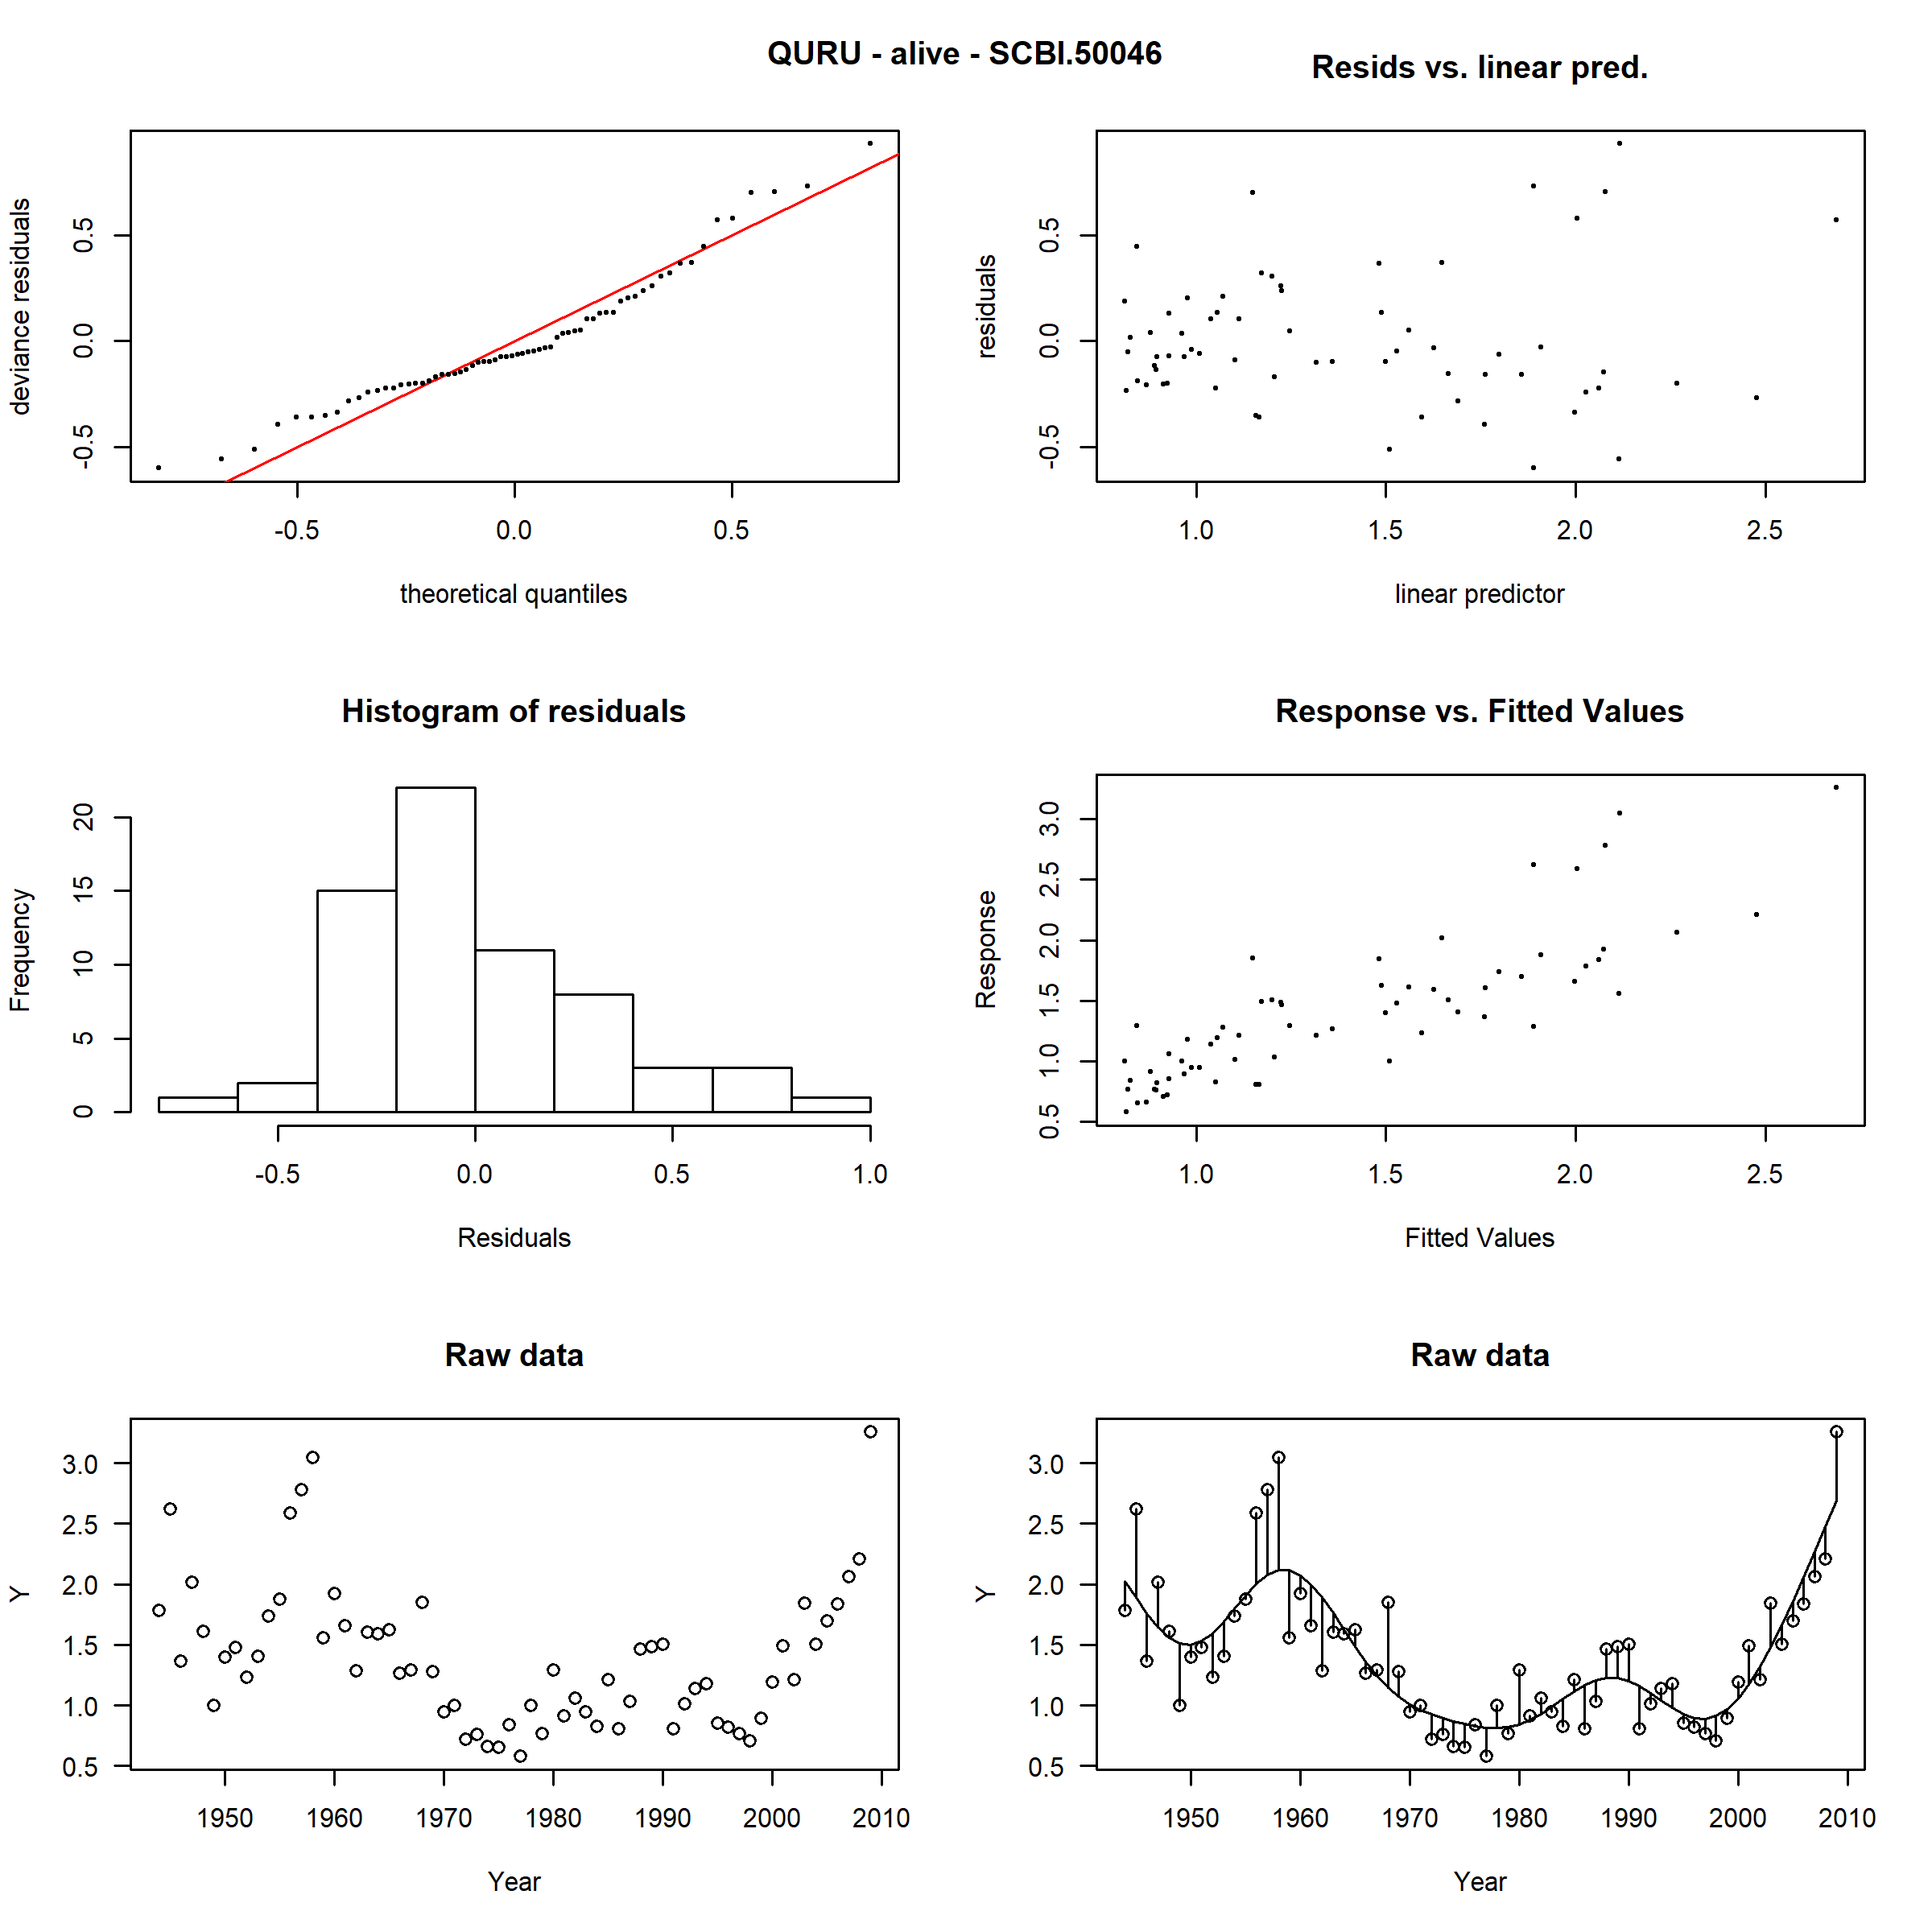 QURU - alive - SCBI.50046
Resids vs. linear pred.
deviance residuals
0.5
0.0
-0.5
-0.5 0.0 0.5
theoretical quantiles
residuals
0.5
0.0
-0.5
1.0 1.5 2.0 2.5
linear predictor
Histogram of residuals
Frequency
20
15
10
5
0
-0.5 0.0 0.5 1.0
Residuals
Response vs. Fitted Values
Response
3.0
2.5
2.0
1.5
1.0
0.5
1.0 1.5 2.0 2.5
Fitted Values
Raw data
Y
3.0
2.5
2.0
1.5
1.0
0.5
1950 1960 1970 1980 1990 2000 2010
Year
Raw data
Y
3.0
2.5
2.0
1.5
1.0
0.5
1950 1960 1970 1980 1990 2000 2010
Year